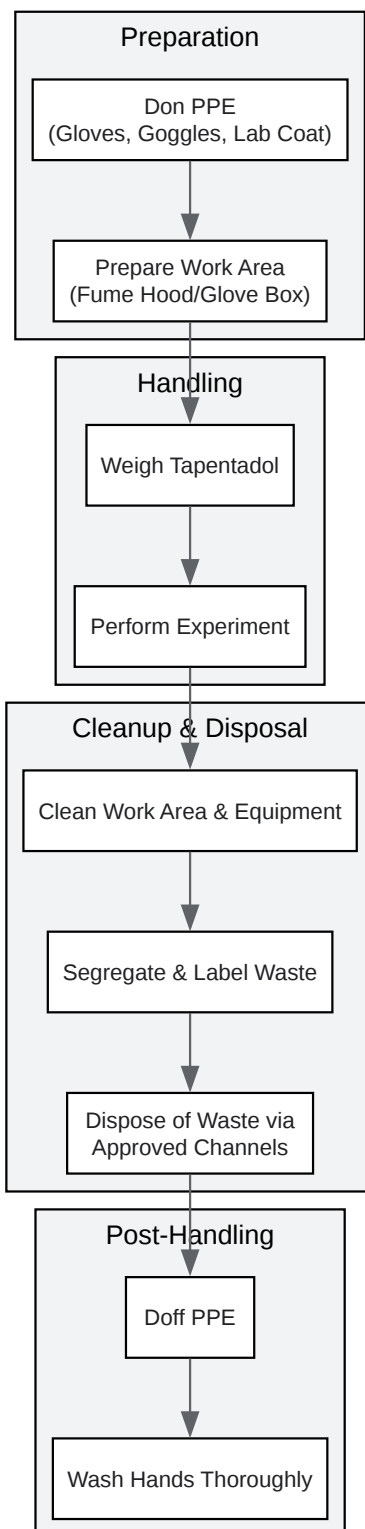 Preparation
Don PPE
(Gloves, Goggles, Lab Coat)
Prepare Work Area
(Fume Hood/Glove Box)
Handling
Weigh Tapentadol
Perform Experiment
Cleanup & Disposal
Clean Work Area & Equipment
Segregate & Label Waste
Dispose of Waste via
Approved Channels
Post-Handling
Doff PPE
Wash Hands Thoroughly